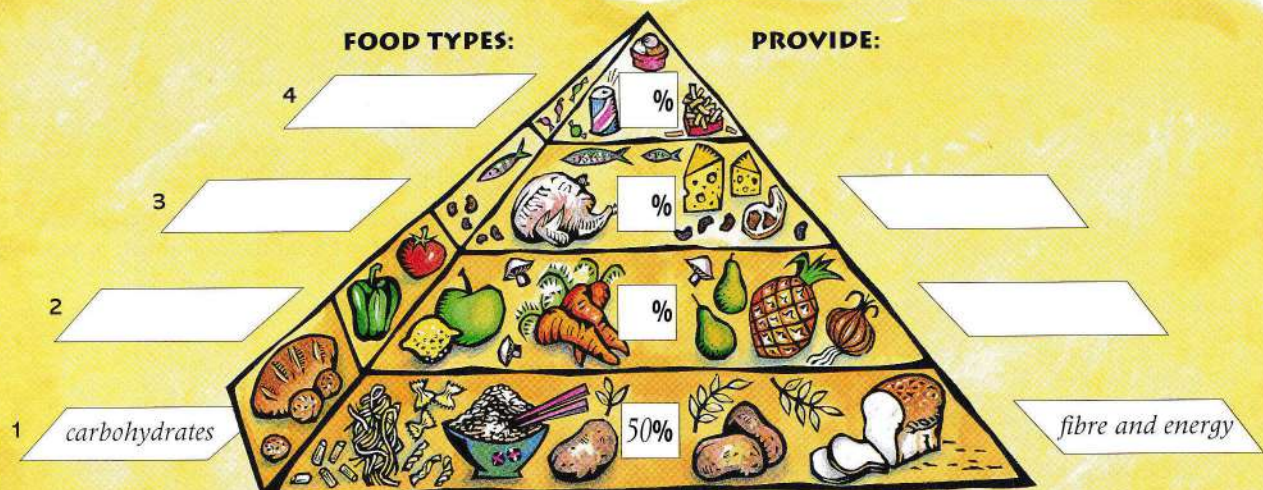 FOOD TYPES:
PROVIDE:
4
%
3
%
2
%
1
carbohydrates
50%
fibre and energy